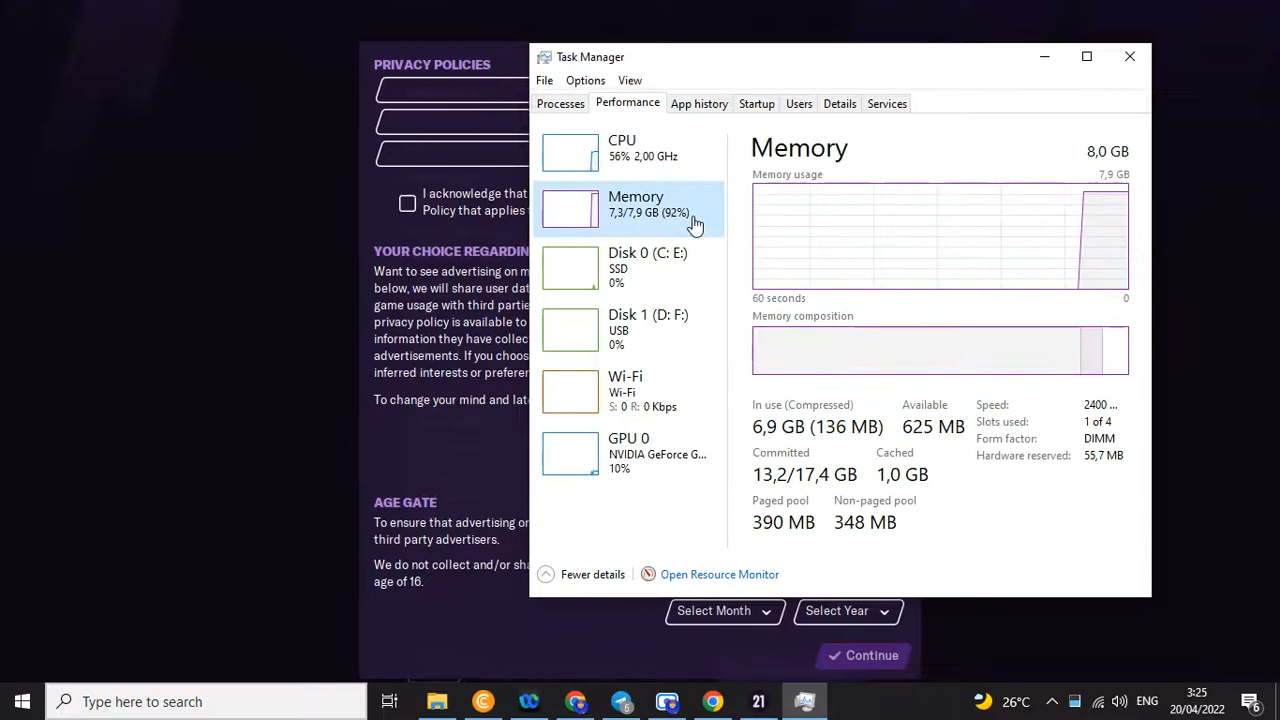 PRIVACY POLICIES
I acknowledge that
Policy that applies t
YOUR CHOICE REGARDIN
Want to see advertising on m
below, we will share user dat
game usage with third partie
privacy policy is available to
information they have collec
advertisements. If you choos
inferred interests or preferen
To change your mind and late
AGE GATE
To ensure that advertising or
third party advertisers.
We do not collect and/or sha
age of 16.
Select Month
Select Year
Continue
Task Manager
File Options View
Processes Performance App history Startup Users Details Services
CPU
56% 2,00 GHz
Memory
7,3/7,9 GB (92%)
Disk 0 (C: E:)
SSD
0%
Disk 1 (D: F:)
USB
0%
Wi-Fi
Wi-Fi
S: 0 R: 0 Kbps
GPU 0
NVIDIA GeForce G...
10%
Memory 8,0 GB
Memory usage 7,9 GB
60 seconds 0
Memory composition
In use (Compressed) Available
6,9 GB (136 MB) 625 MB
Committed Cached
13,2/17,4 GB 1,0 GB
Paged pool Non-paged pool
390 MB 348 MB
Speed: 2400 ...
Slots used: 1 of 4
Form factor: DIMM
Hardware reserved: 55,7 MB
Fewer details Open Resource Monitor
Type here to search
21
26°C ENG
3:25
20/04/2022
6